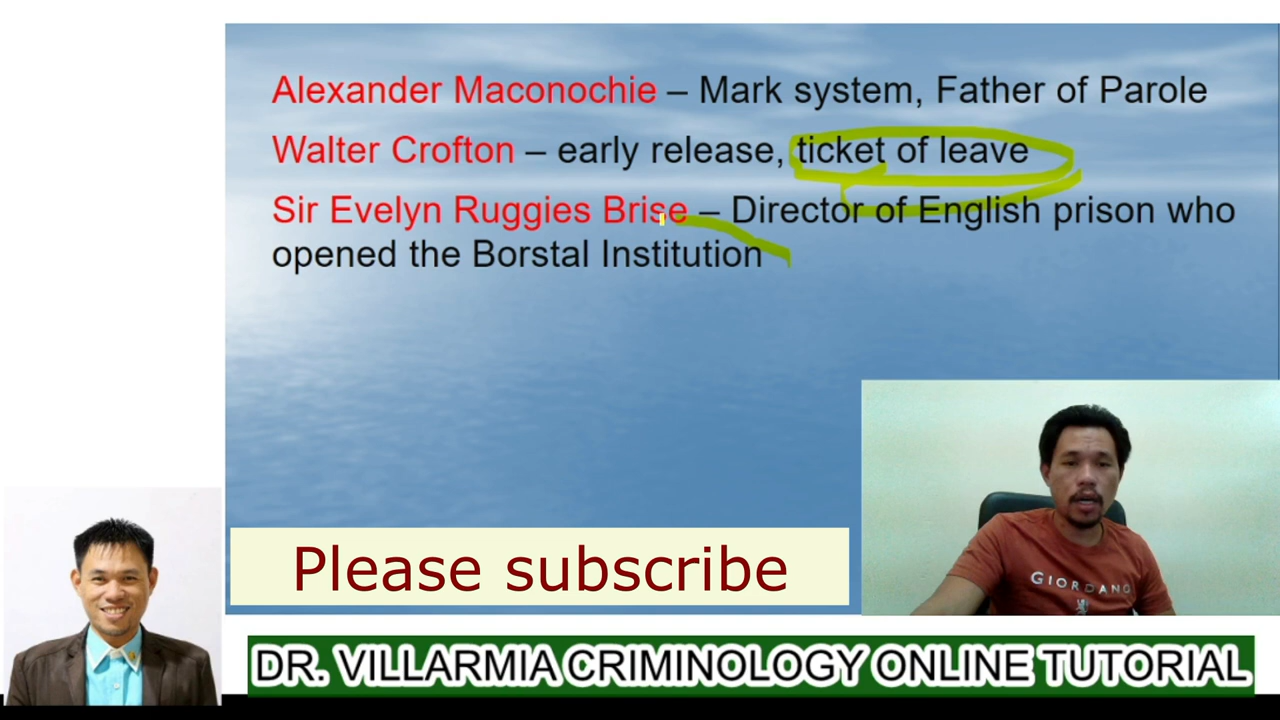 Alexander Maconochie – Mark system, Father of Parole
Walter Crofton – early release, ticket of leave
Sir Evelyn Ruggies Brise – Director of English prison who
opened the Borstal Institution
Please subscribe
GIORDANO
DR. VILLARMIA CRIMINOLOGY ONLINE TUTORIAL